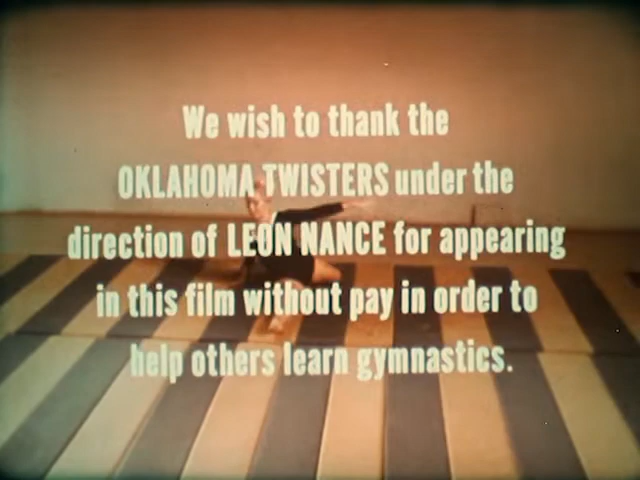 We wish to thank the
OKLAHOMA TWISTERS under the
direction of LEON NANCE for appearing
in this film without pay in order to
help others learn gymnastics.